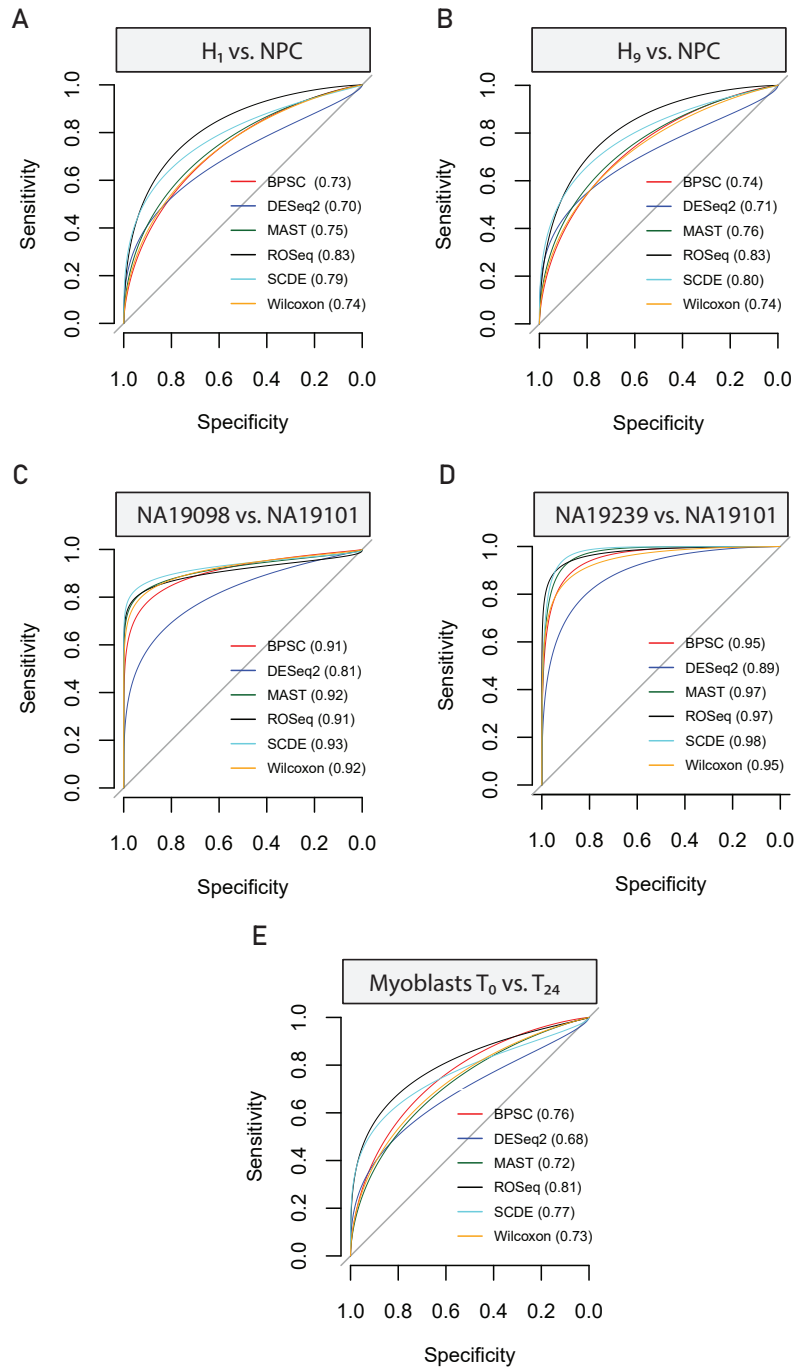 A
H₁ vs. NPC
Sensitivity
0.0 0.2 0.4 0.6 0.8 1.0
BPSC (0.73)
DESeq2 (0.70)
MAST (0.75)
ROSeq (0.83)
SCDE (0.79)
Wilcoxon (0.74)
1.0 0.8 0.6 0.4 0.2 0.0
Specificity
B
H₉ vs. NPC
Sensitivity
0.0 0.2 0.4 0.6 0.8 1.0
BPSC (0.74)
DESeq2 (0.71)
MAST (0.76)
ROSeq (0.83)
SCDE (0.80)
Wilcoxon (0.74)
1.0 0.8 0.6 0.4 0.2 0.0
Specificity
C
NA19098 vs. NA19101
Sensitivity
0.0 0.2 0.4 0.6 0.8 1.0
BPSC (0.91)
DESeq2 (0.81)
MAST (0.92)
ROSeq (0.91)
SCDE (0.93)
Wilcoxon (0.92)
1.0 0.8 0.6 0.4 0.2 0.0
Specificity
D
NA19239 vs. NA19101
Sensitivity
0.0 0.2 0.4 0.6 0.8 1.0
BPSC (0.95)
DESeq2 (0.89)
MAST (0.97)
ROSeq (0.97)
SCDE (0.98)
Wilcoxon (0.95)
1.0 0.8 0.6 0.4 0.2 0.0
Specificity
E
Myoblasts T₀ vs. T₂₄
Sensitivity
0.0 0.2 0.4 0.6 0.8 1.0
BPSC (0.76)
DESeq2 (0.68)
MAST (0.72)
ROSeq (0.81)
SCDE (0.77)
Wilcoxon (0.73)
1.0 0.8 0.6 0.4 0.2 0.0
Specificity